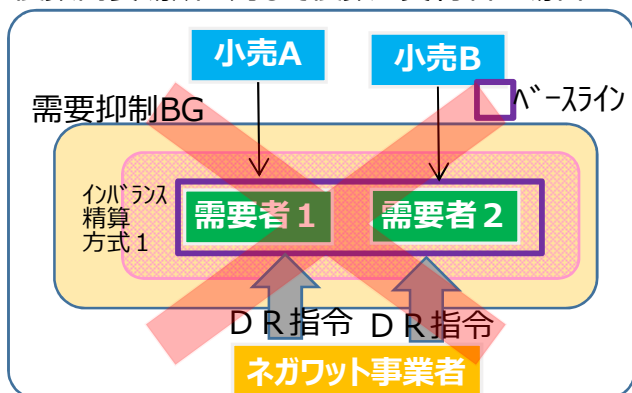 小売A
小売B
ﾍﾞｰｽﾗｲﾝ
需要抑制BG
ｲﾝﾊﾞﾗﾝｽ
精算
方式１
需要者１
需要者２
ＤＲ指令
ＤＲ指令
ネガワット事業者